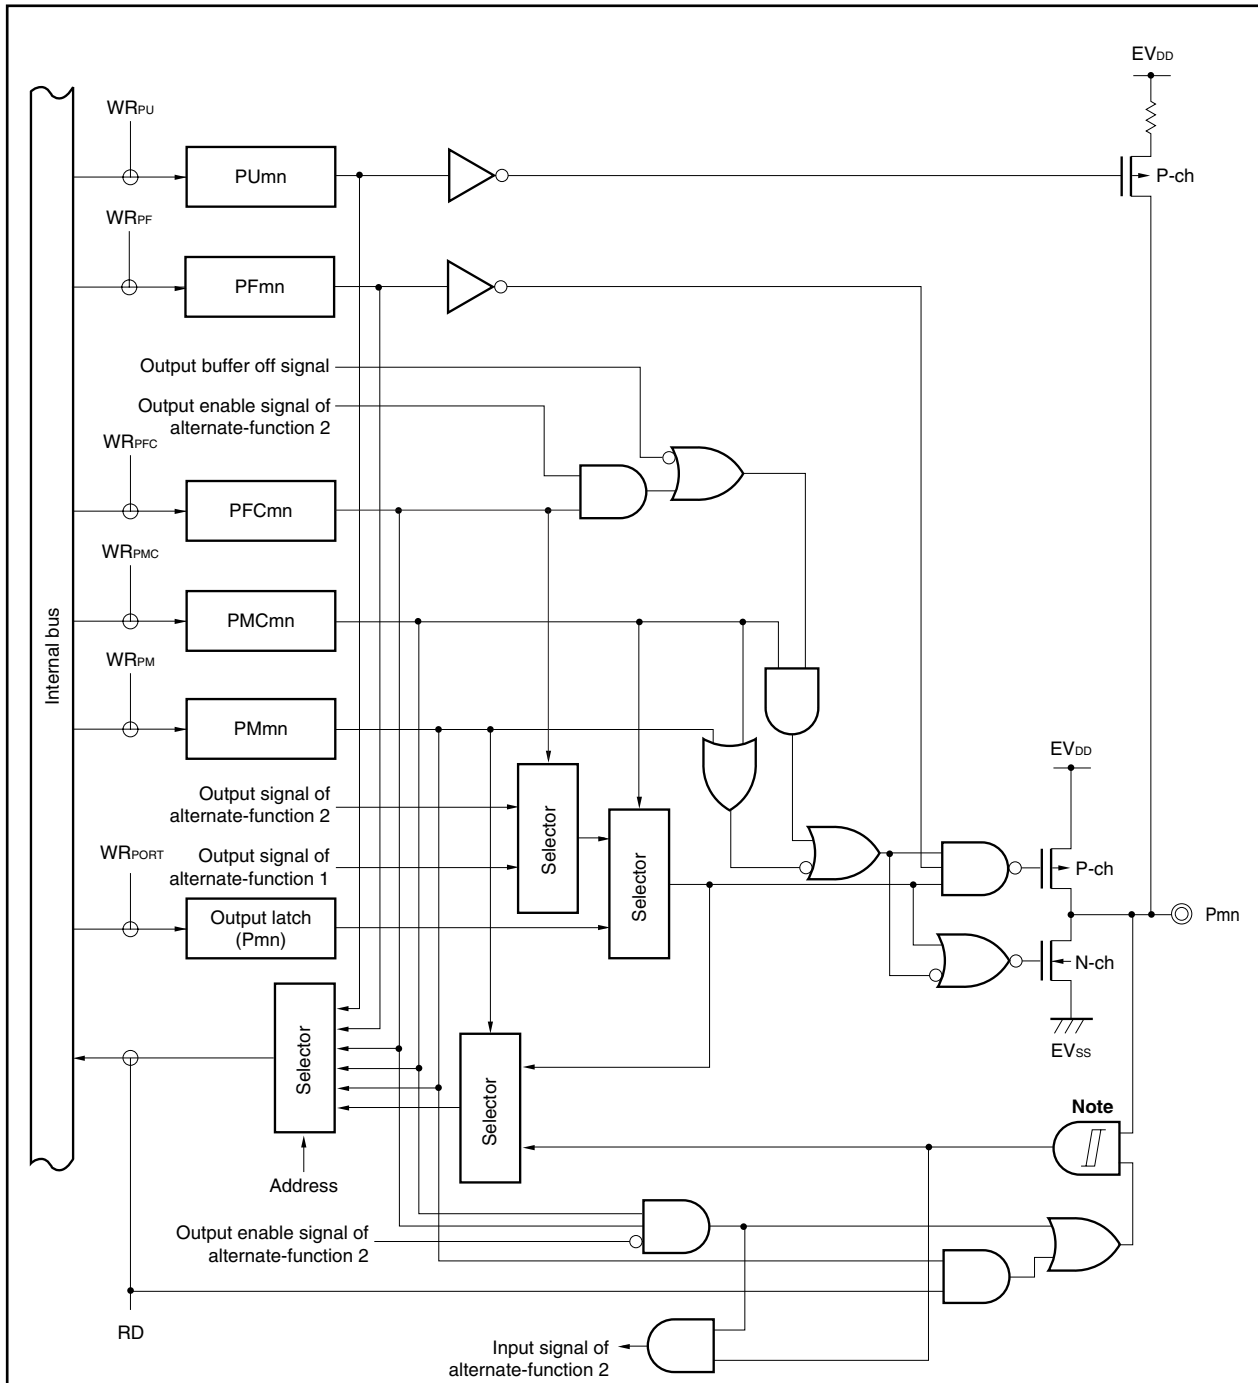 EVDD
WRPU
PUmn
P-ch
WRPF
PFmn
Output buffer off signal
Output enable signal of
alternate-function 2
WRPFC
PFCmn
WRPMC
PMCmn
Internal bus
WRPM
PMmn
EVDD
Output signal of
alternate-function 2
Selector
WRPORT
Output signal of
alternate-function 1
Selector
P-ch
Output latch
(Pmn)
Pmn
N-ch
Selector
EVSS
Selector
Note
Address
Output enable signal of
alternate-function 2
RD
Input signal of
alternate-function 2